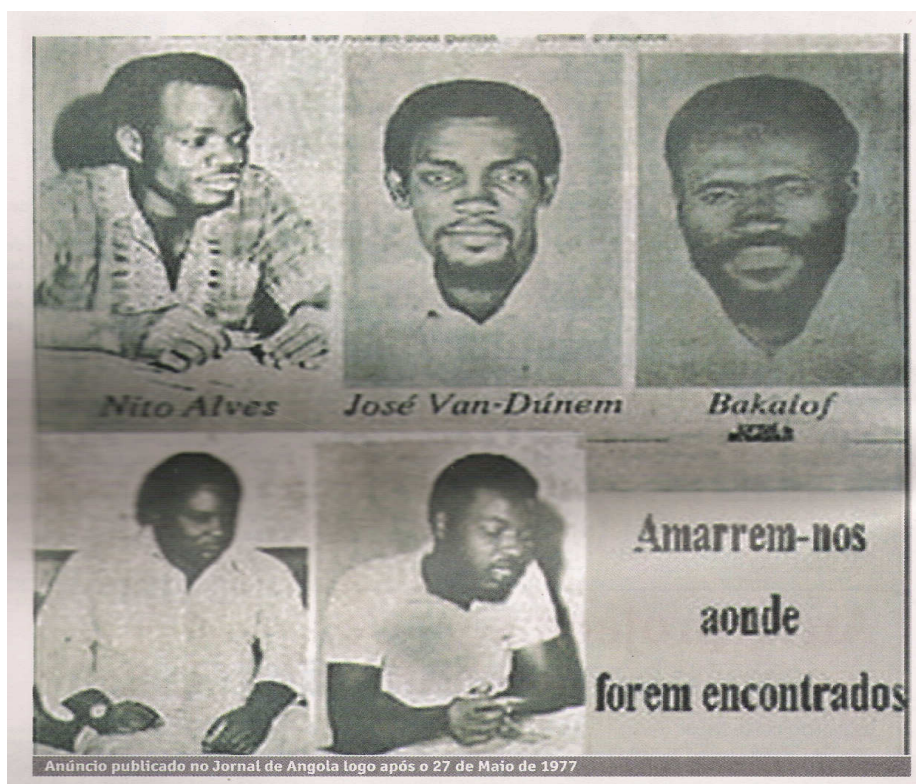 Nito Alves
José Van-Dúnem
Bakalof
Amarrem-nos
aonde
forem encontrados
Anúncio publicado no Jornal de Angola logo após o 27 de Maio de 1977